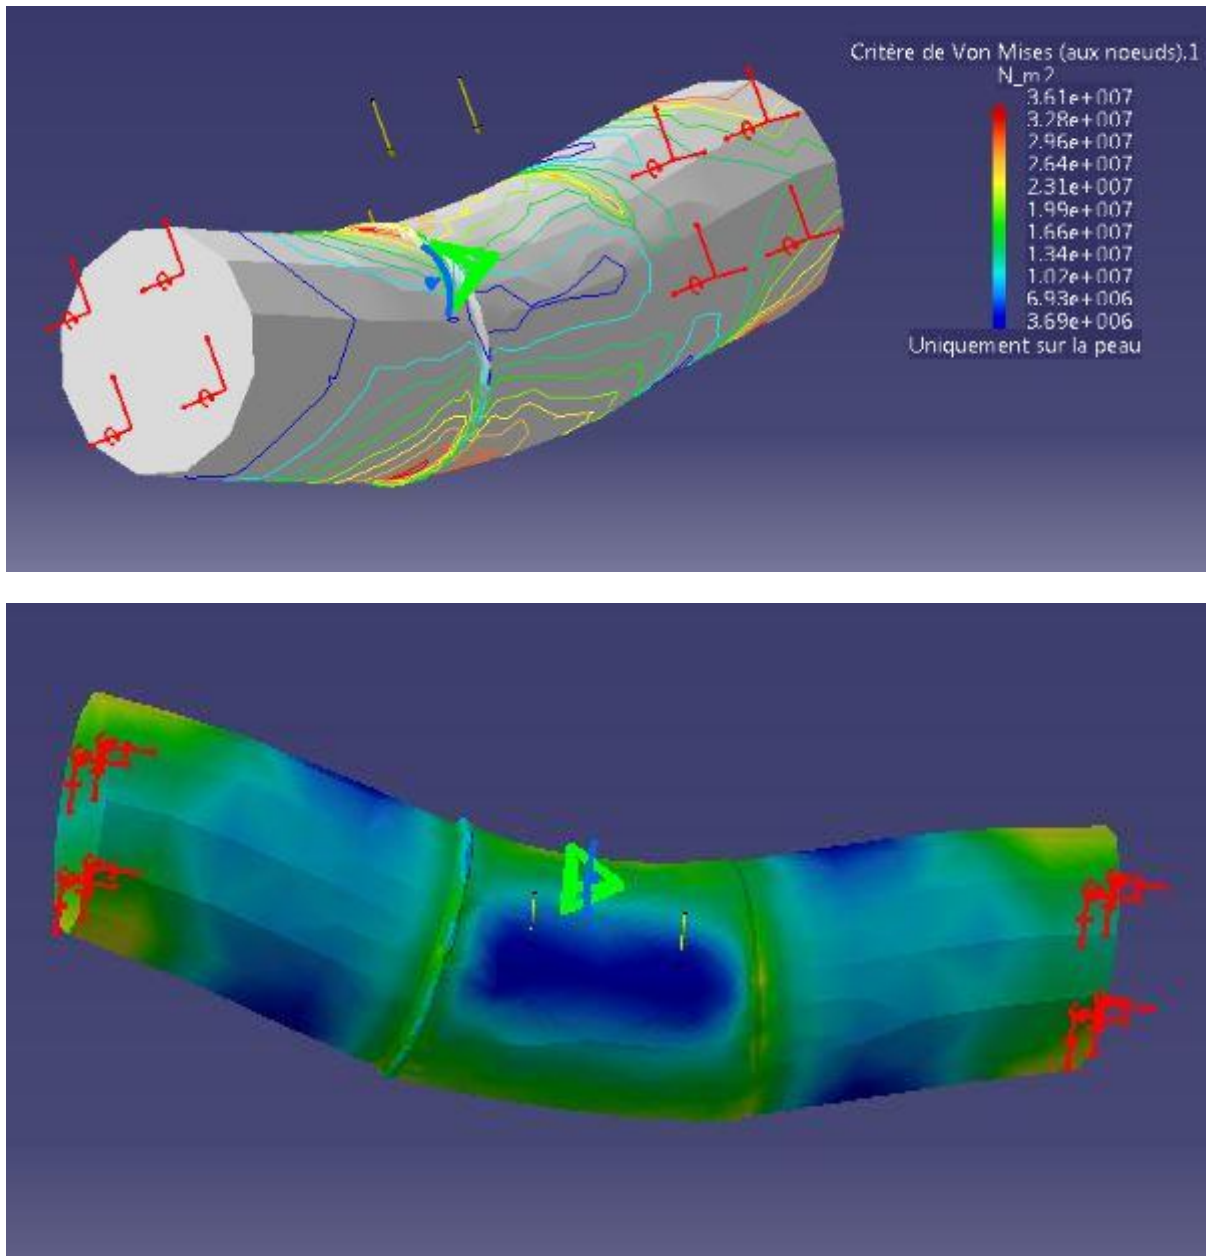 Critère de Von Mises (aux noeuds).1
N_m2
3.61e+007
3.28e+007
2.96e+007
2.64e+007
2.31e+007
1.99e+007
1.66e+007
1.34e+007
1.02e+007
6.93e+006
3.69e+006
Uniquement sur la peau